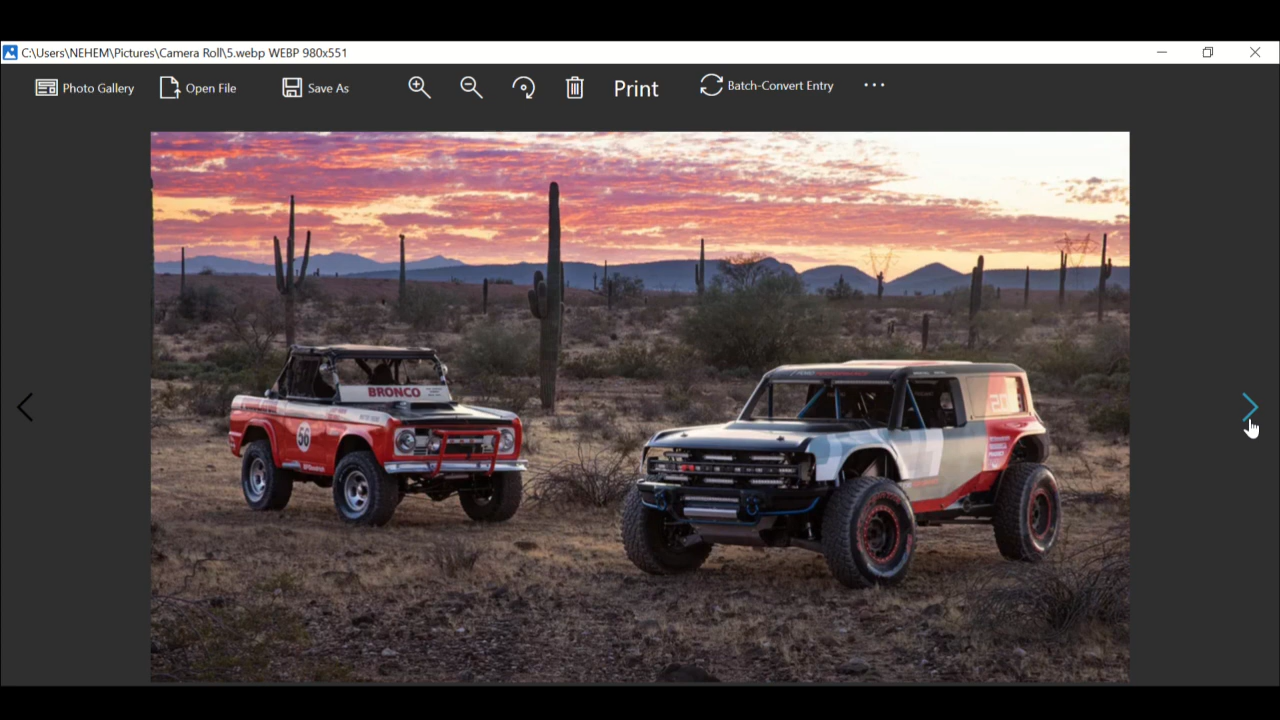 C:\Users\NEHEM\Pictures\Camera Roll\5.webp WEBP 980x551
Photo Gallery
Open File
Save As
Print
Batch-Convert Entry
BRONCO
56